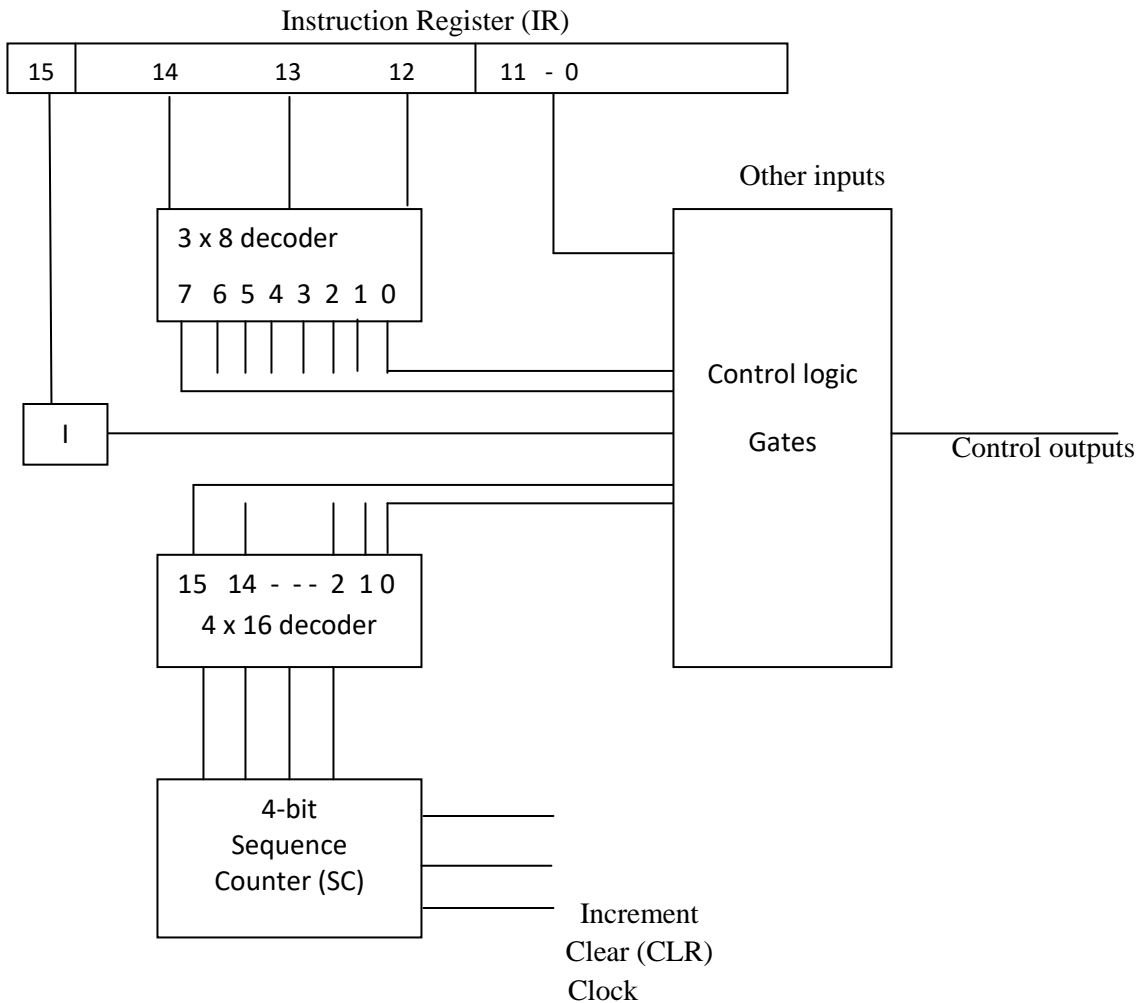 Instruction Register (IR)
15 14 13 12 11 - 0
Other inputs
3 x 8 decoder
7 6 5 4 3 2 1 0
Control logic
Gates
I
Control outputs
15 14 - - - 2 1 0
4 x 16 decoder
4-bit
Sequence
Counter (SC)
Increment
Clear (CLR)
Clock